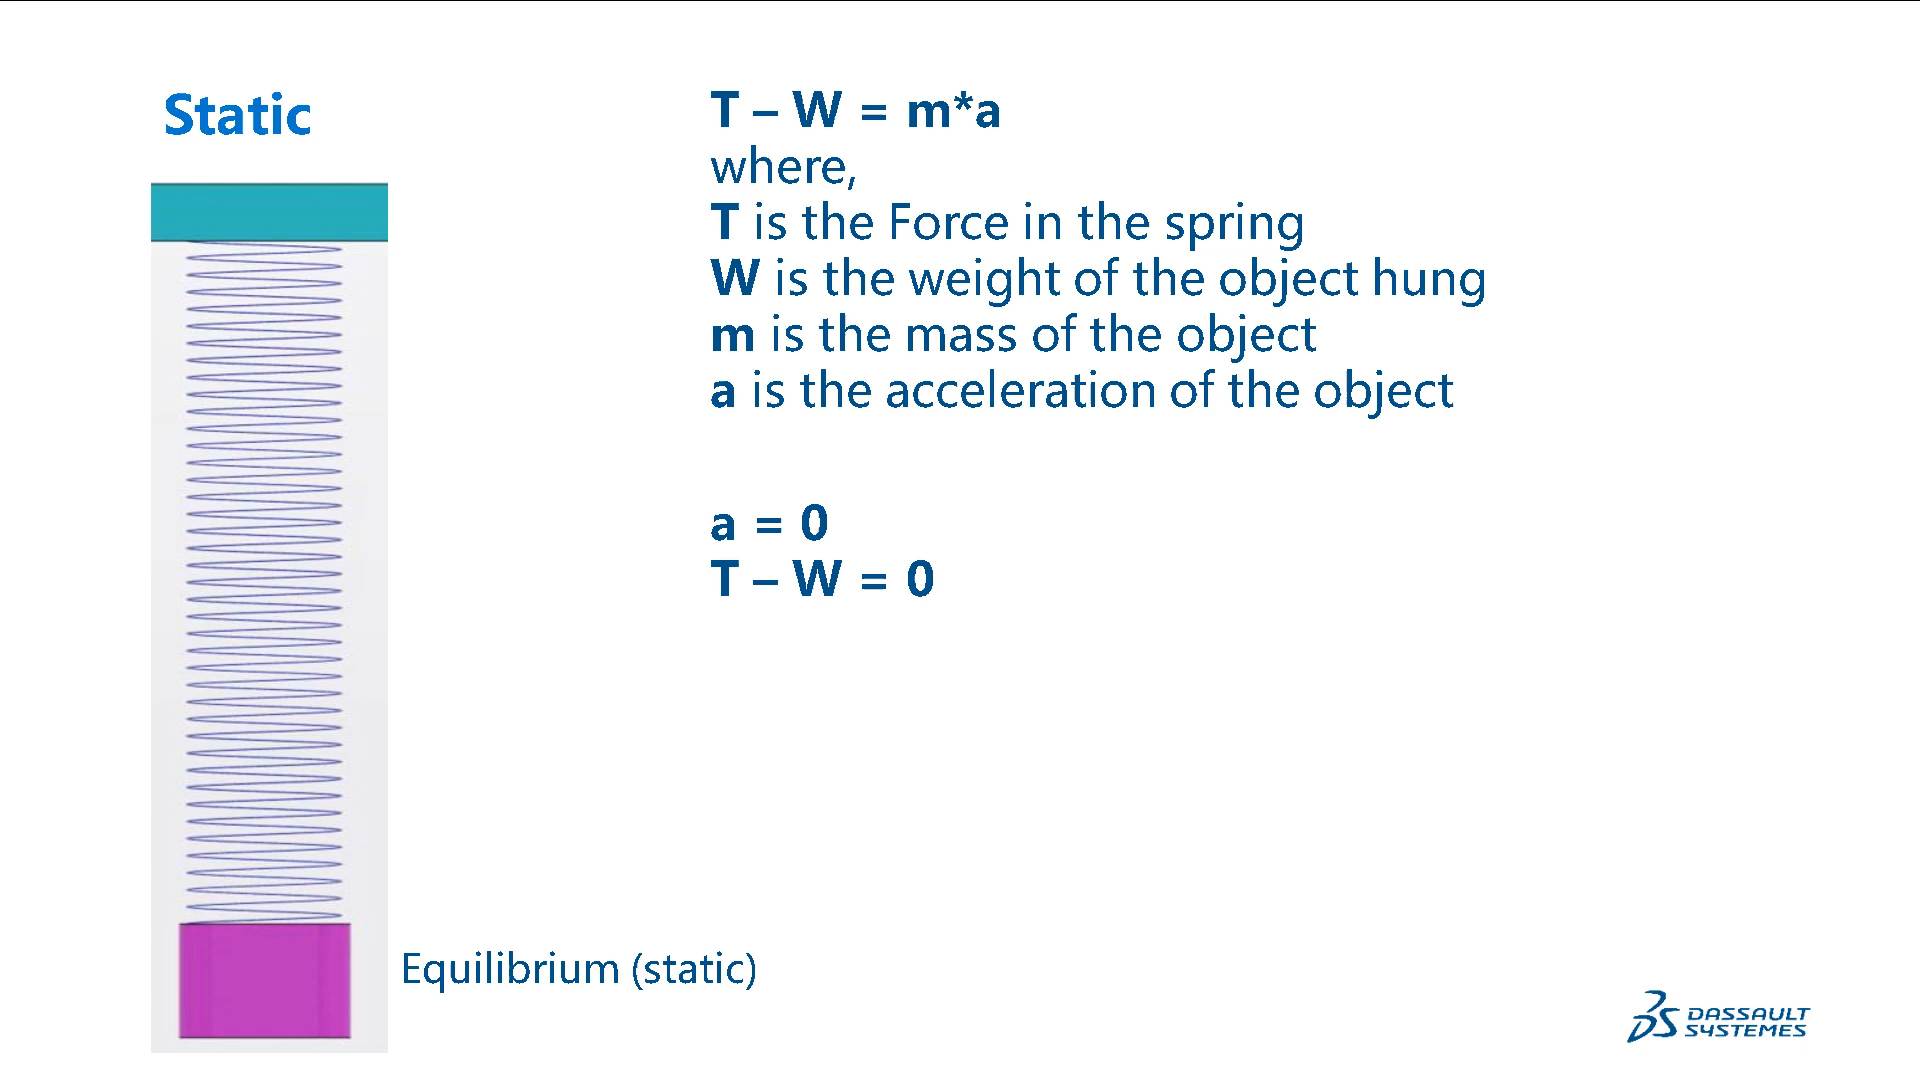 Static
T – W = m*a
where,
T is the Force in the spring
W is the weight of the object hung
m is the mass of the object
a is the acceleration of the object
a = 0
T – W = 0
Equilibrium (static)
DASSAULT
SYSTEMES